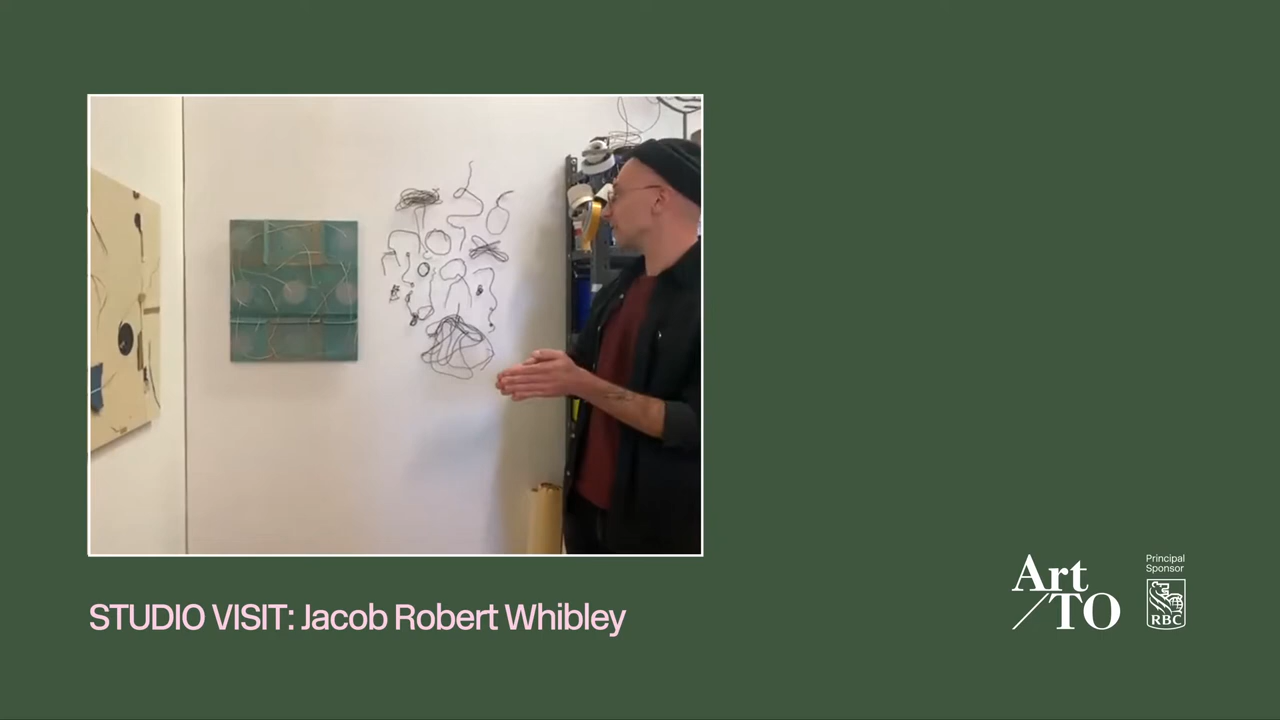 STUDIO VISIT: Jacob Robert Whibley
Art
/TO
Principal
Sponsor
RBC